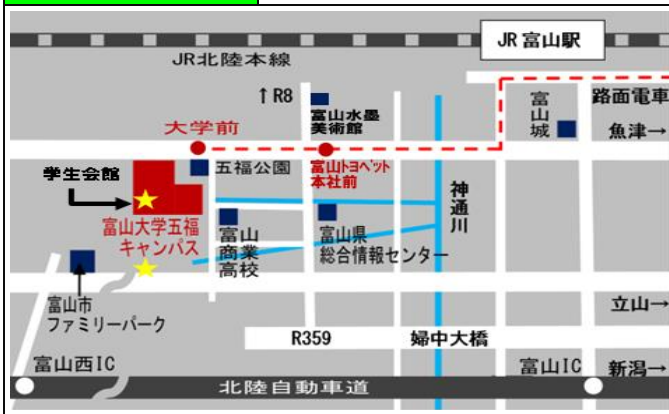 JR富山駅
JR北陸本線
↑R8
富山水墨
美術館
富山城
路面電車
魚津→
大学前
五福公園
富山トヨペット
本社前
学生会館
神通川
富山大学五福
キャンパス
富山
商業
高校
富山県
総合情報センター
富山市
ファミリーパーク
立山→
R359
婦中大橋
富山西IC
富山IC
新潟→
北陸自動車道